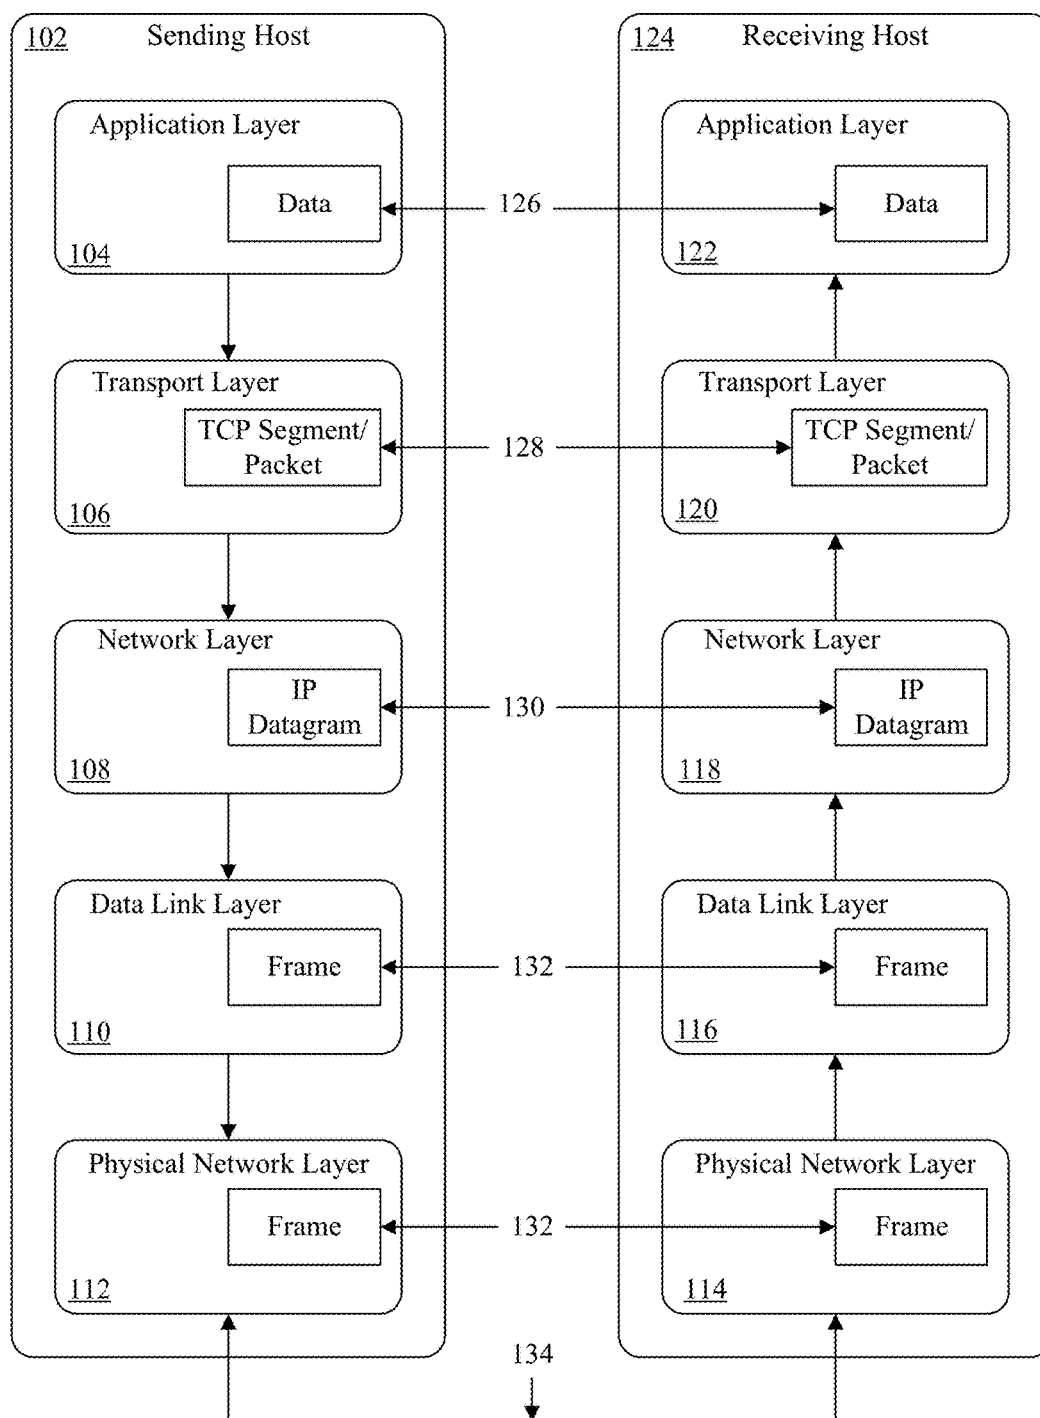 102 Sending Host
124 Receiving Host
Application Layer
Data
104
126
Application Layer
Data
122
Transport Layer
TCP Segment/
Packet
106
128
Transport Layer
TCP Segment/
Packet
120
Network Layer
IP
Datagram
108
130
Network Layer
IP
Datagram
118
Data Link Layer
Frame
110
132
Data Link Layer
Frame
116
Physical Network Layer
Frame
112
132
Physical Network Layer
Frame
114
134